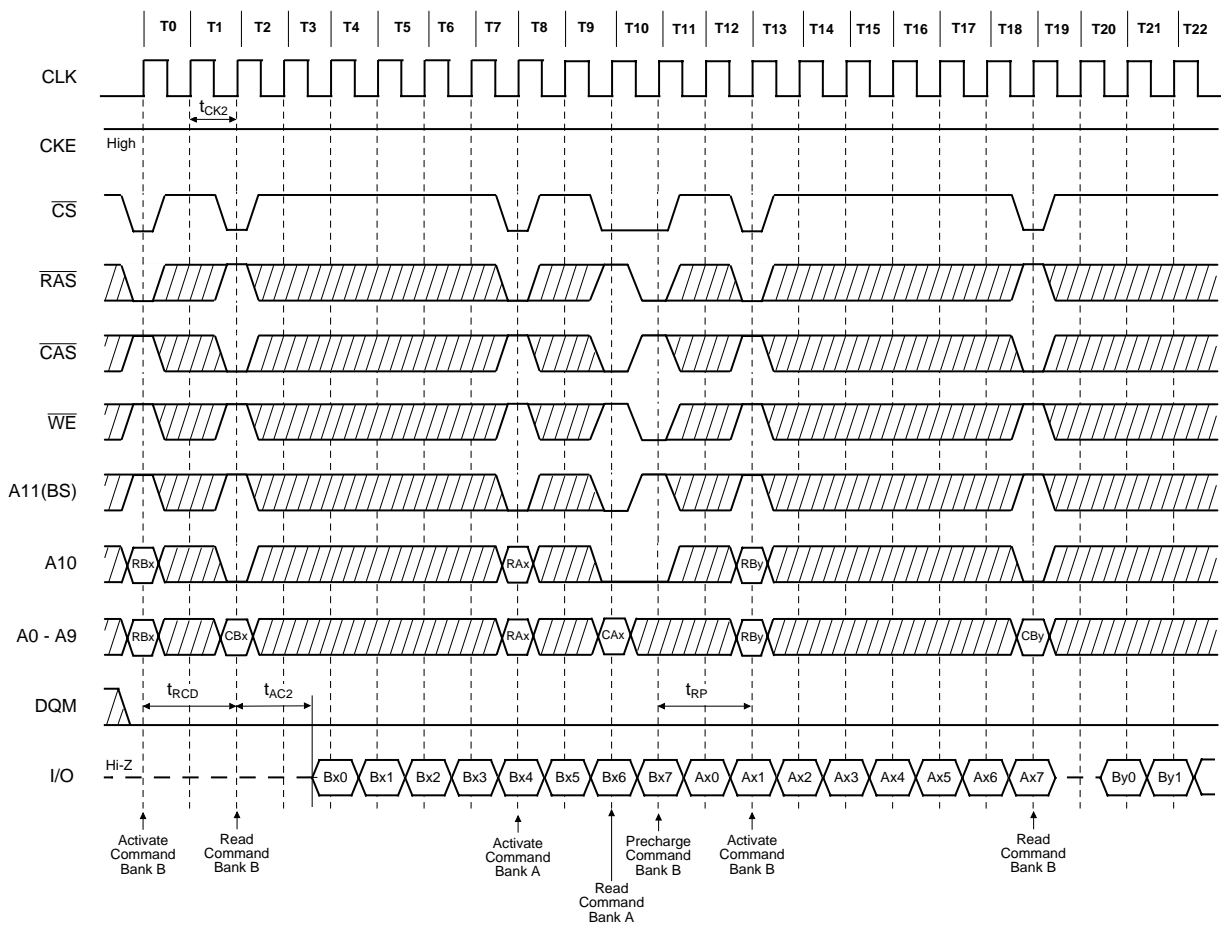 T0 T1 T2 T3 T4 T5 T6 T7 T8 T9 T10 T11 T12 T13 T14 T15 T16 T17 T18 T19 T20 T21 T22
CLK
tCK2
CKE High
CS
RAS
CAS
WE
A11(BS)
A10 RBx RAx RBy
A0 - A9 RBx CBx RAx CAx RBy CBy
DQM tRCD tAC2 tRP
I/O Hi-Z Bx0 Bx1 Bx2 Bx3 Bx4 Bx5 Bx6 Bx7 Ax0 Ax1 Ax2 Ax3 Ax4 Ax5 Ax6 Ax7 By0 By1
Activate
Command
Bank B
Read
Command
Bank B
Activate
Command
Bank A
Read
Command
Bank A
Precharge
Command
Bank B
Activate
Command
Bank B
Read
Command
Bank B